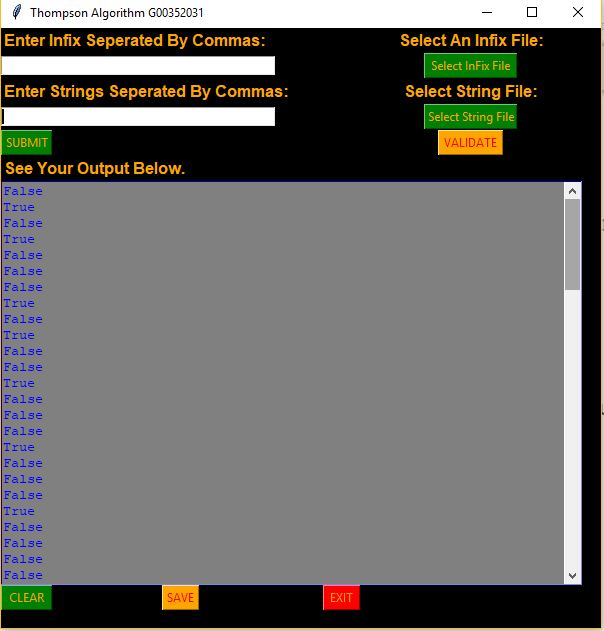 Thompson Algorithm G00352031
Enter Infix Seperated By Commas: Select An Infix File:
Select InFix File
Enter Strings Seperated By Commas: Select String File:
Select String File
SUBMIT VALIDATE
See Your Output Below.
False
True
False
True
False
False
False
True
False
True
False
False
True
False
False
False
True
False
False
False
True
False
False
False
False
CLEAR SAVE EXIT